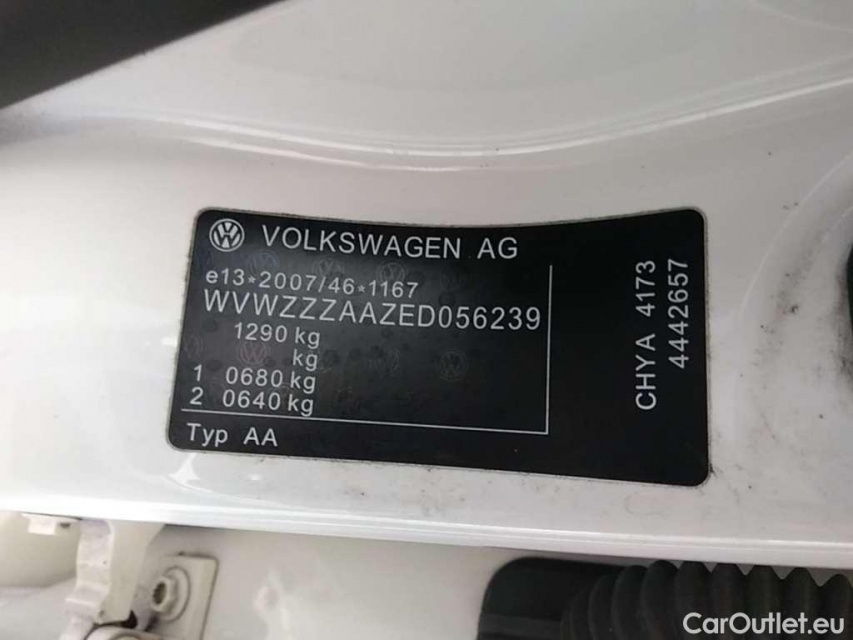 VOLKSWAGEN AG
e13*2007/46*1167
WVWZZZAAZED056239
1290 kg
kg
1 0680 kg
2 0640 kg
Typ AA
CHYA 4173
4442657
CarOutlet.eu